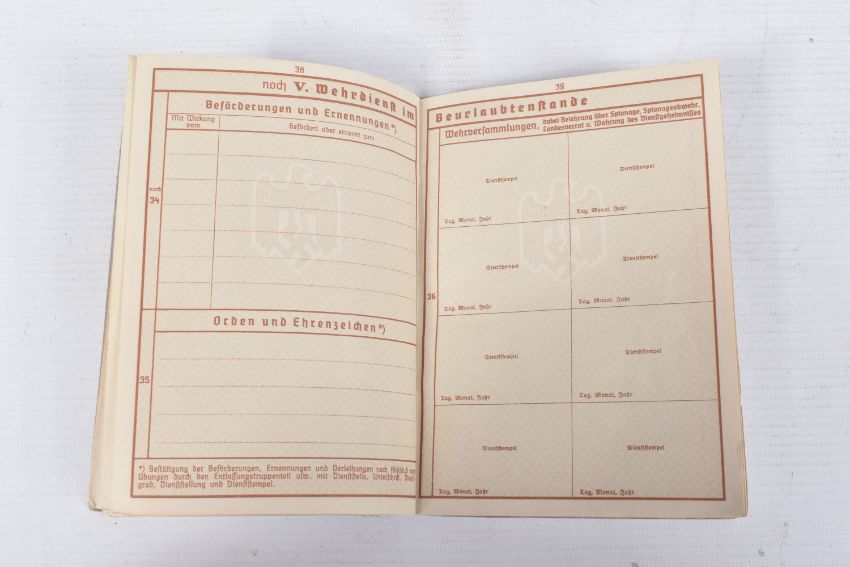 38
noch V. Wehrdienst im
Beförderungen und Ernennungen*)
Mit Wirkung
vom
Befördert oder ernannt zum
noch
34
Orden und Ehrenzeichen*)
35
*) Bestätigung der Beförderungen, Ernennungen und Verleihungen nach Abschluß von
Übungen durch den Entlassungstruppenteil usw. mit Dienststelle, Unterschrift, Dienst-
grad, Dienststellung und Dienststempel.
39
Beurlaubtenstande
Wehrversammlungen, dabei Belehrung über Spionage, Spionageabwehr,
Landesverrat u. Wahrung des Dienstgeheimnisses
Dienststempel
Dienststempel
Tag, Monat, Jahr
Tag, Monat, Jahr
Dienststempel
Dienststempel
36
Tag, Monat, Jahr
Tag, Monat, Jahr
Dienststempel
Dienststempel
Tag, Monat, Jahr
Tag, Monat, Jahr
Dienststempel
Dienststempel
Tag, Monat, Jahr
Tag, Monat, Jahr